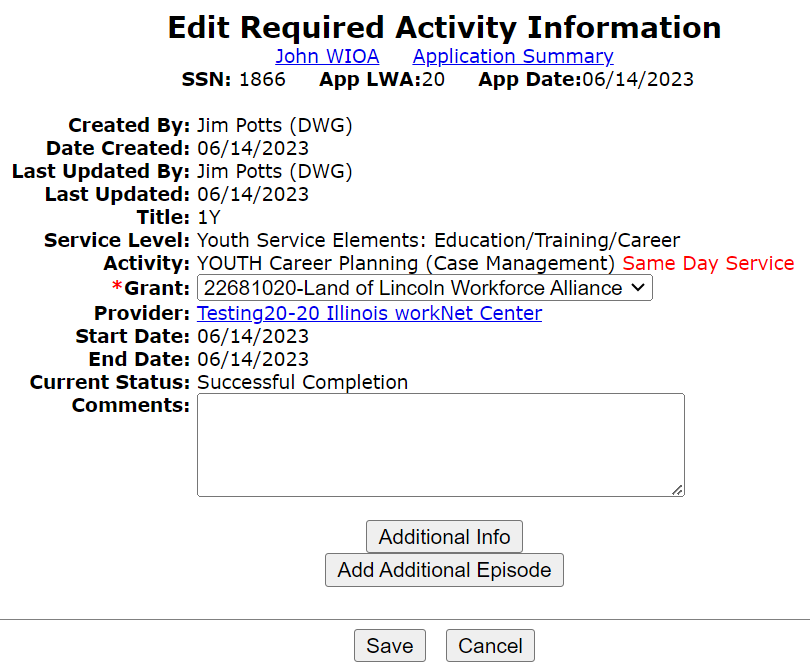 Edit Required Activity Information
John WIOA Application Summary
SSN: 1866 App LWA:20 App Date:06/14/2023
Created By: Jim Potts (DWG)
Date Created: 06/14/2023
Last Updated By: Jim Potts (DWG)
Last Updated: 06/14/2023
Title: 1Y
Service Level: Youth Service Elements: Education/Training/Career
Activity: YOUTH Career Planning (Case Management) Same Day Service
*Grant: 22681020-Land of Lincoln Workforce Alliance
Provider: Testing20-20 Illinois workNet Center
Start Date: 06/14/2023
End Date: 06/14/2023
Current Status: Successful Completion
Comments:
Additional Info
Add Additional Episode
Save Cancel